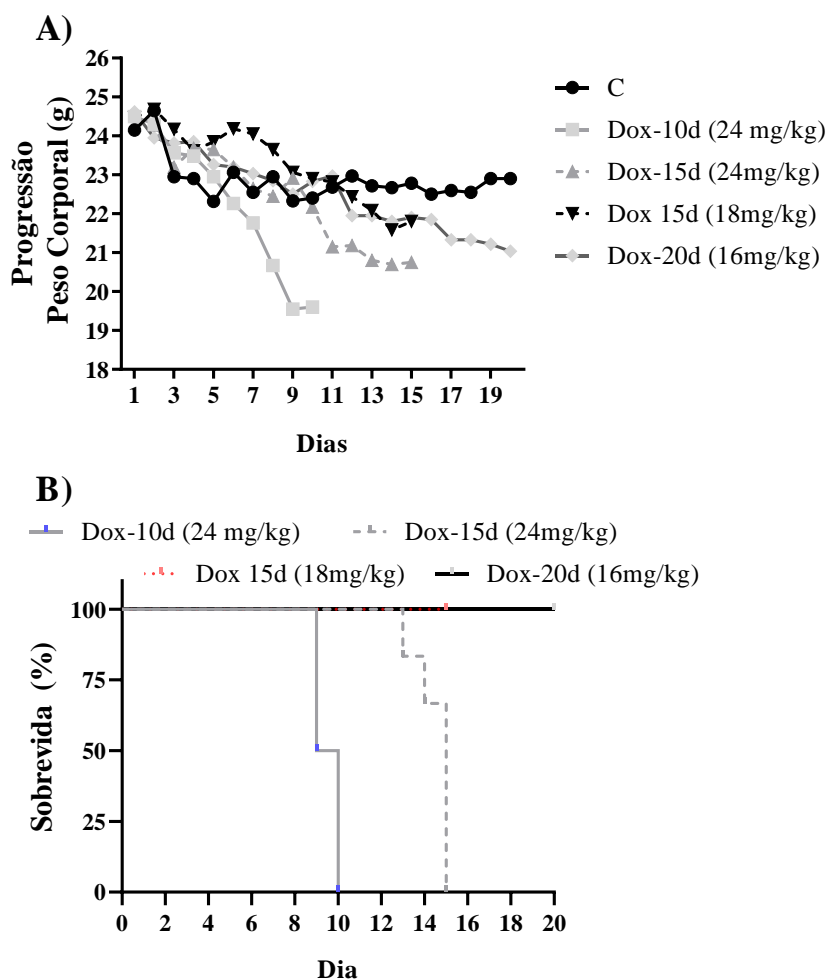 A)
Progressão
Peso Corporal (g)
26
25
24
23
22
21
20
19
18
1 3 5 7 9 11 13 15 17 19
Dias
C
Dox-10d (24 mg/kg)
Dox-15d (24mg/kg)
Dox 15d (18mg/kg)
Dox-20d (16mg/kg)
B)
Dox-10d (24 mg/kg) Dox-15d (24mg/kg)
Dox 15d (18mg/kg) Dox-20d (16mg/kg)
Sobrevida (%)
100
75
50
25
0
0 2 4 6 8 10 12 14 16 18 20
Dia